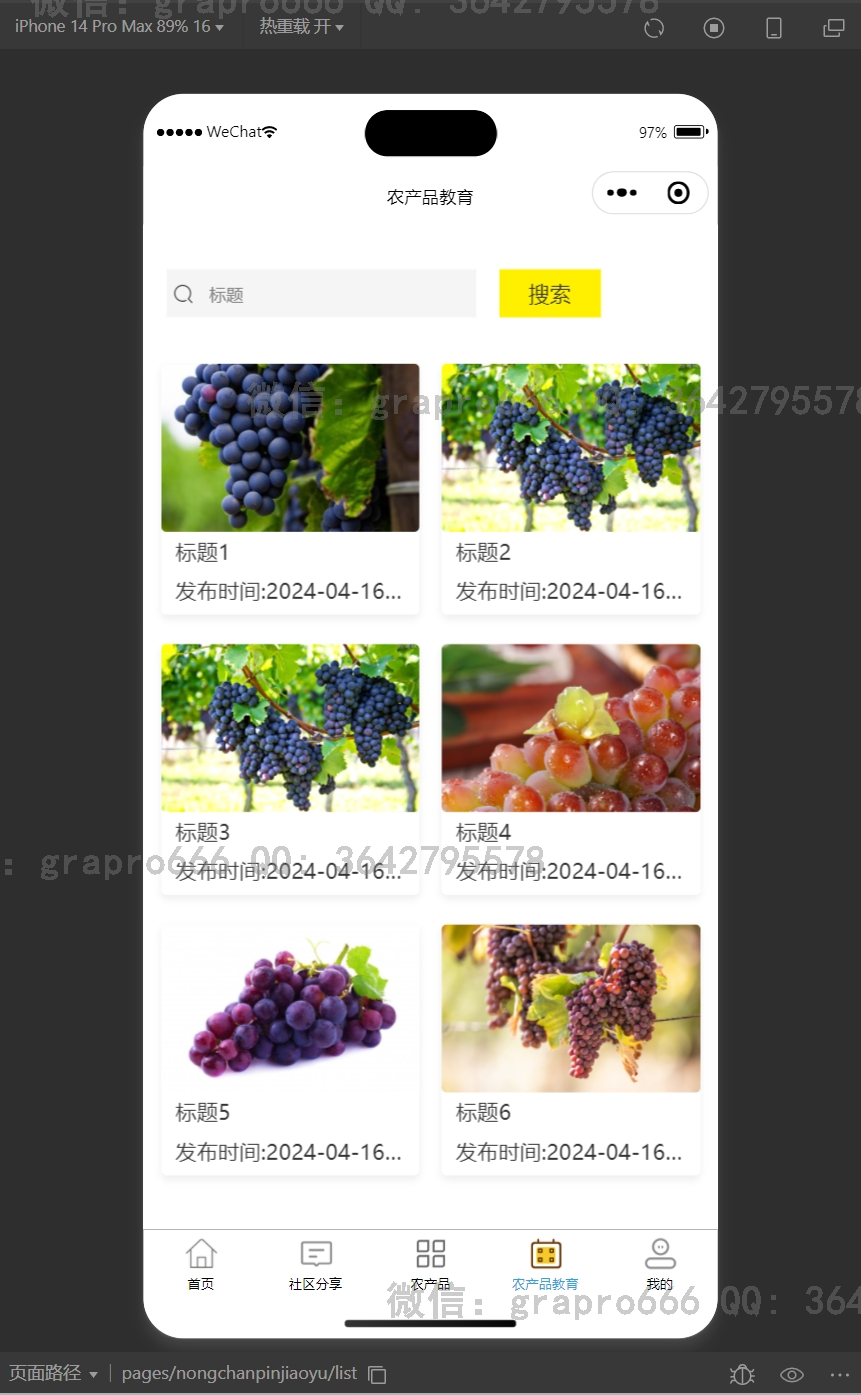 微信: grapro666 QQ: 3642795578
iPhone 14 Pro Max 89% 16
热重载 开
WeChat
97%
农产品教育
标题
搜索
微信: grapro666 QQ: 3642795578
标题1
标题2
发布时间:2024-04-16...
发布时间:2024-04-16...
标题3
标题4
: grapro666 QQ: 3642795578
发布时间:2024-04-16...
发布时间:2024-04-16...
标题5
标题6
发布时间:2024-04-16...
发布时间:2024-04-16...
首页
社区分享
农产品
农产品教育
我的
微信: grapro666 QQ: 364
页面路径
pages/nongchanpinjiaoyu/list